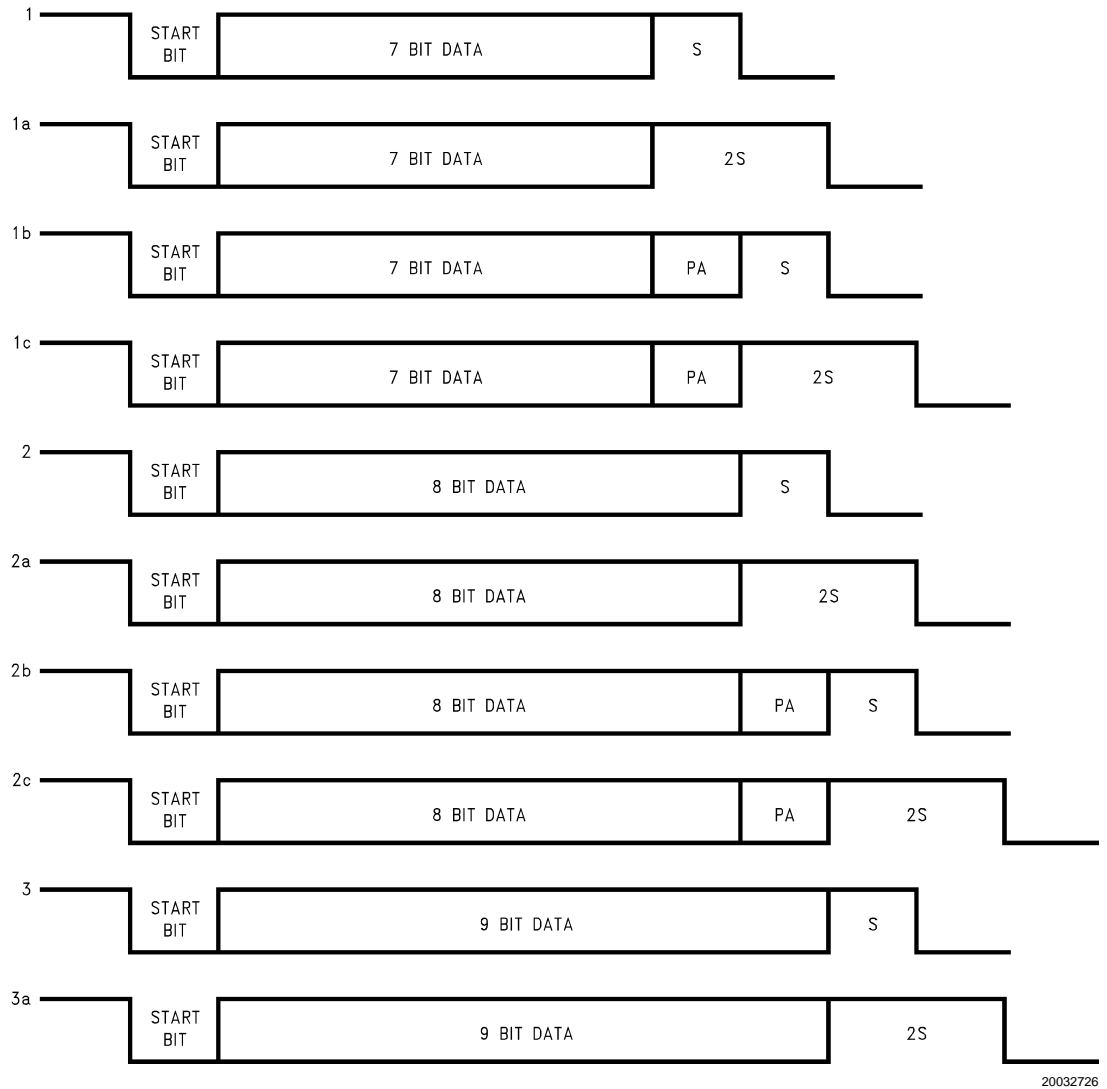 1 START BIT 7 BIT DATA S
1a START BIT 7 BIT DATA 2S
1b START BIT 7 BIT DATA PA S
1c START BIT 7 BIT DATA PA 2S
2 START BIT 8 BIT DATA S
2a START BIT 8 BIT DATA 2S
2b START BIT 8 BIT DATA PA S
2c START BIT 8 BIT DATA PA 2S
3 START BIT 9 BIT DATA S
3a START BIT 9 BIT DATA 2S
20032726